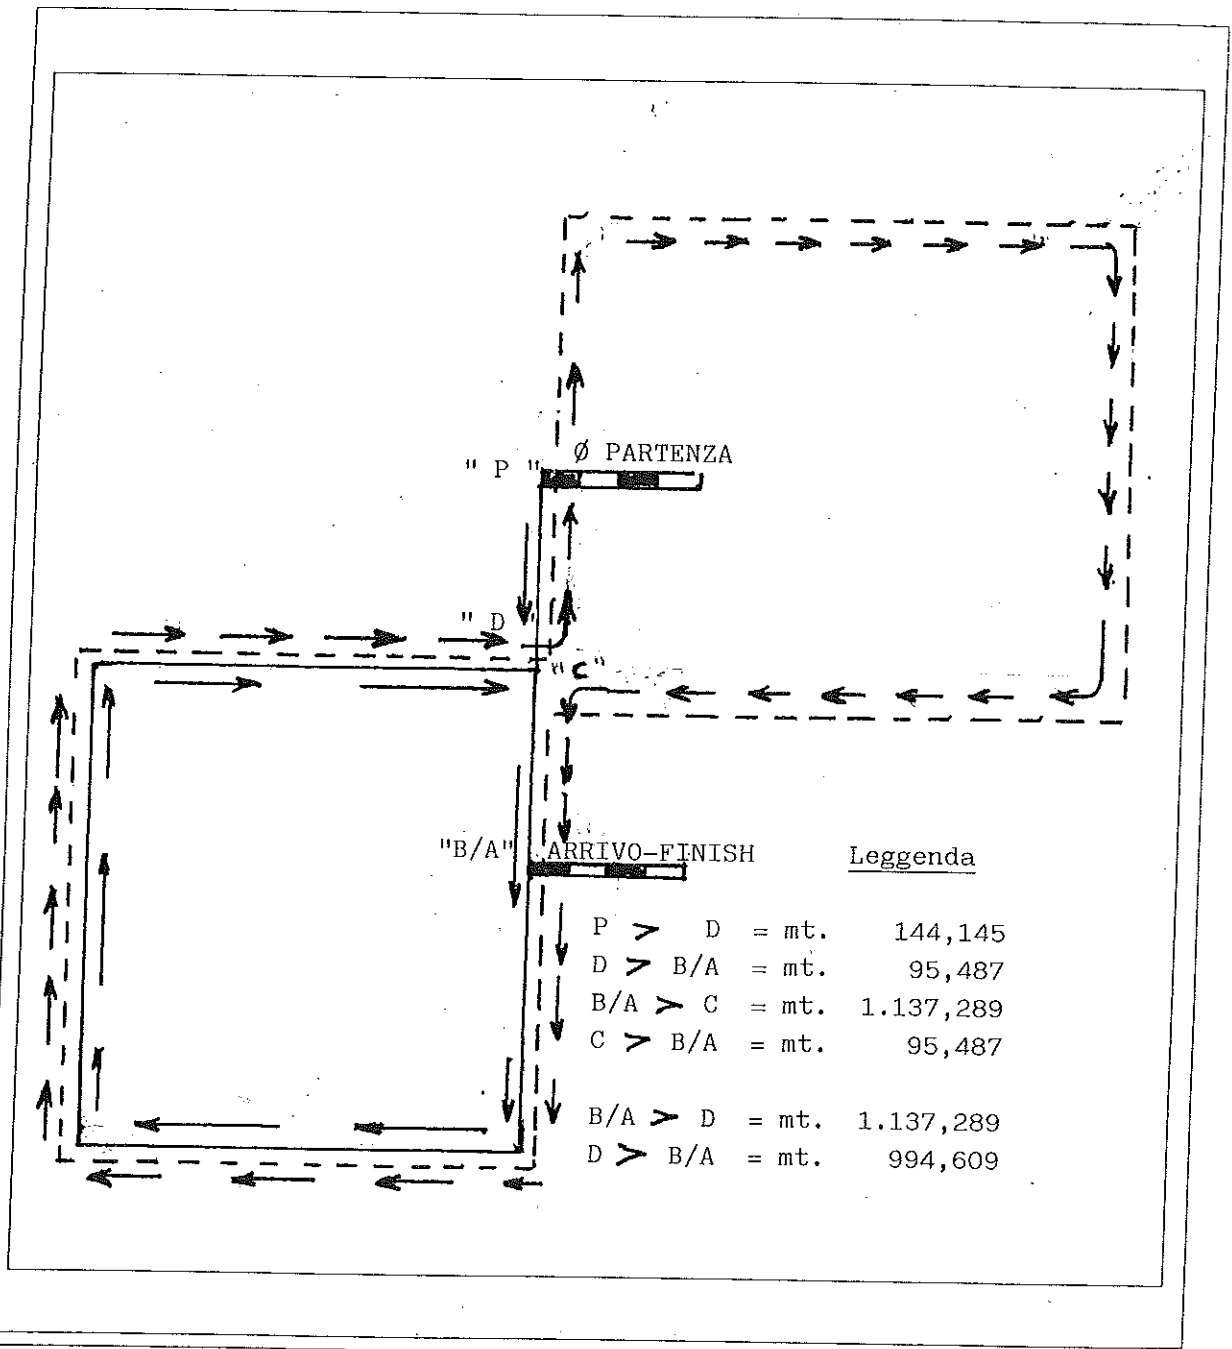 Ø PARTENZA
" P "
" D "
"C"
"B/A" ARRIVO-FINISH
Leggenda
P > D = mt. 144,145
D > B/A = mt. 95,487
B/A > C = mt. 1.137,289
C > B/A = mt. 95,487
B/A > D = mt. 1.137,289
D > B/A = mt. 994,609